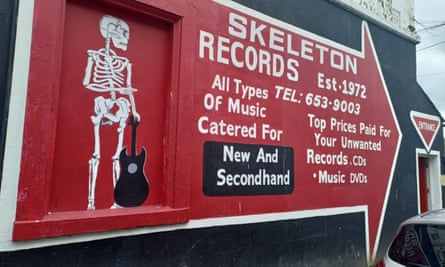 SKELETON
RECORDS
Est-1972
All Types
Of Music
Catered For
TEL: 653-9003
New And
Secondhand
Top Prices Paid For
Your Unwanted
Records. CDs
• Music DVDs
ENTRANCE